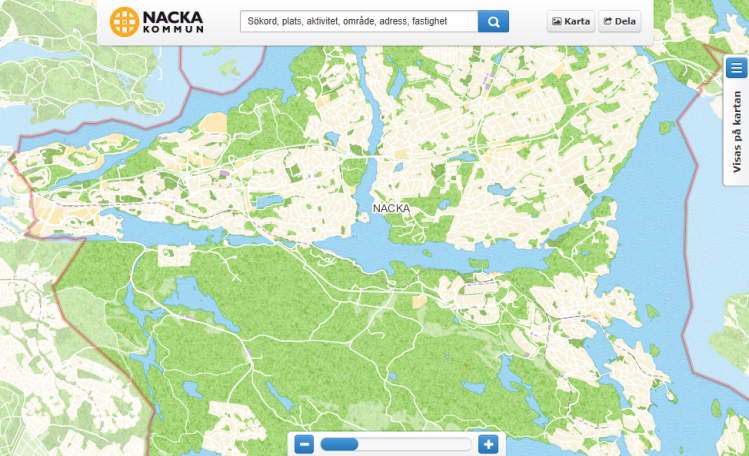 NACKA
KOMMUN
Sökord, plats, aktivitet, område, adress, fastighet
Karta
Dela
Visas på kartan
NACKA